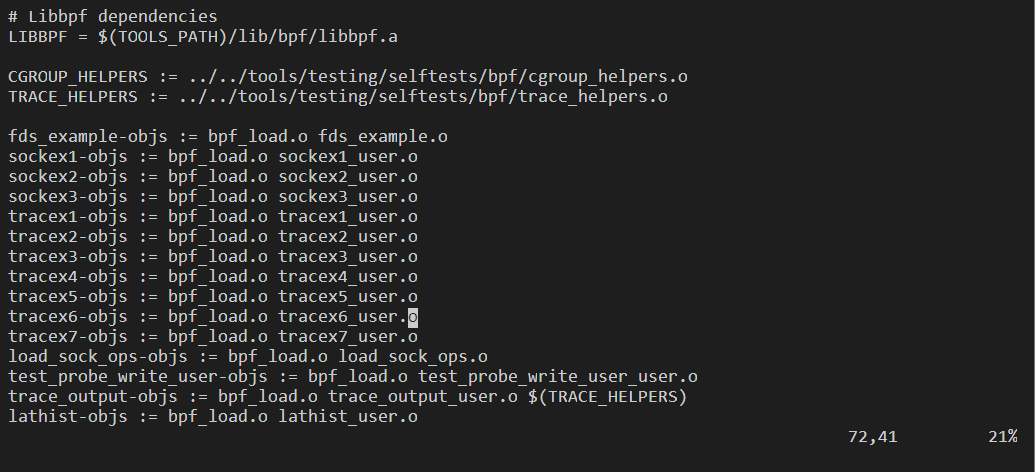 # Libbpf dependencies
LIBBPF = $(TOOLS_PATH)/lib/bpf/libbpf.a
CGROUP_HELPERS := ../../tools/testing/selftests/bpf/cgroup_helpers.o
TRACE_HELPERS := ../../tools/testing/selftests/bpf/trace_helpers.o
fds_example-objs := bpf_load.o fds_example.o
sockex1-objs := bpf_load.o sockex1_user.o
sockex2-objs := bpf_load.o sockex2_user.o
sockex3-objs := bpf_load.o sockex3_user.o
tracex1-objs := bpf_load.o tracex1_user.o
tracex2-objs := bpf_load.o tracex2_user.o
tracex3-objs := bpf_load.o tracex3_user.o
tracex4-objs := bpf_load.o tracex4_user.o
tracex5-objs := bpf_load.o tracex5_user.o
tracex6-objs := bpf_load.o tracex6_user.o
tracex7-objs := bpf_load.o tracex7_user.o
load_sock_ops-objs := bpf_load.o load_sock_ops.o
test_probe_write_user-objs := bpf_load.o test_probe_write_user_user.o
trace_output-objs := bpf_load.o trace_output_user.o $(TRACE_HELPERS)
lathist-objs := bpf_load.o lathist_user.o
72,41 21%